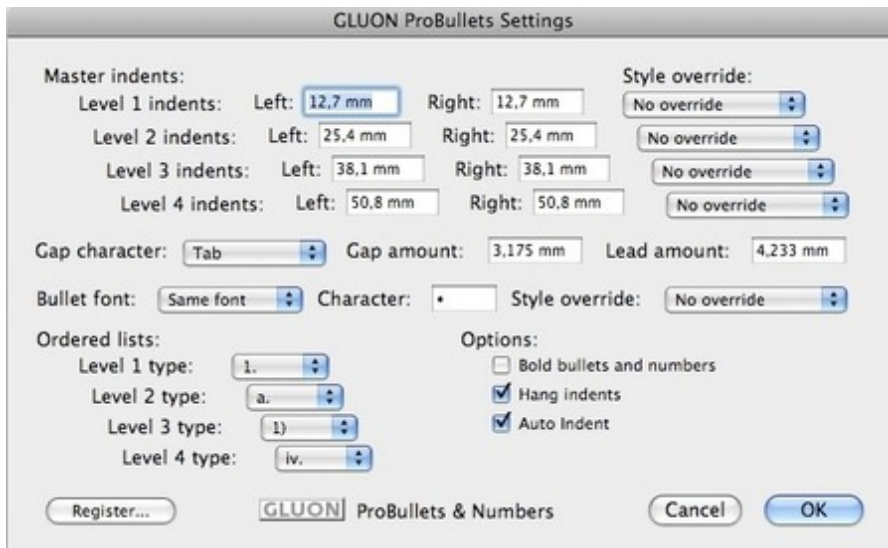 GLUON ProBullets Settings
Master indents: Style override:
Level 1 indents: Left: 12,7 mm Right: 12,7 mm No override
Level 2 indents: Left: 25,4 mm Right: 25,4 mm No override
Level 3 indents: Left: 38,1 mm Right: 38,1 mm No override
Level 4 indents: Left: 50,8 mm Right: 50,8 mm No override
Gap character: Tab Gap amount: 3,175 mm Lead amount: 4,233 mm
Bullet font: Same font Character: • Style override: No override
Ordered lists: Options:
Level 1 type: 1. Bold bullets and numbers
Level 2 type: a. Hang indents
Level 3 type: 1) Auto Indent
Level 4 type: iv.
Register... GLUON ProBullets & Numbers Cancel OK